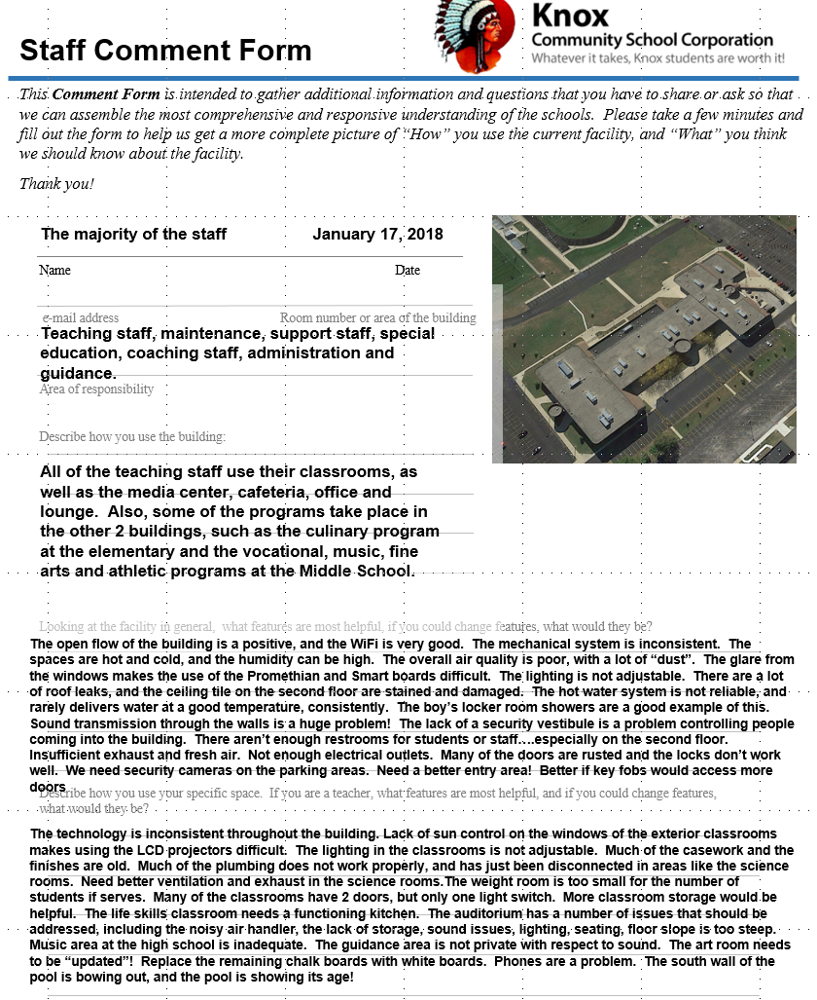 Knox
Community School Corporation
Whatever it takes, Knox students are worth it!
Staff Comment Form
This Comment Form is intended to gather additional information and questions that you have to share or ask so that
we can assemble the most comprehensive and responsive understanding of the schools.  Please take a few minutes and
fill out the form to help us get a more complete picture of “How” you use the current facility, and “What” you think
we should know about the facility.
Thank you!
The majority of the staff January 17, 2018
Name Date
e-mail address Room number or area of the building
Teaching staff, maintenance, support staff, special
education, coaching staff, administration and
guidance.
Area of responsibility
Describe how you use the building:
All of the teaching staff use their classrooms, as
well as the media center, cafeteria, office and
lounge.  Also, some of the programs take place in
the other 2 buildings, such as the culinary program
at the elementary and the vocational, music, fine
arts and athletic programs at the Middle School.
Looking at the facility in general,  what features are most helpful, if you could change features, what would they be?
The open flow of the building is a positive, and the WiFi is very good.  The mechanical system is inconsistent.  The
spaces are hot and cold, and the humidity can be high.  The overall air quality is poor, with a lot of “dust”.  The glare from
the windows makes the use of the Promethian and Smart boards difficult.  The lighting is not adjustable.  There are a lot
of roof leaks, and the ceiling tile on the second floor are stained and damaged.  The hot water system is not reliable, and
rarely delivers water at a good temperature, consistently.  The boy’s locker room showers are a good example of this.
Sound transmission through the walls is a huge problem!  The lack of a security vestibule is a problem controlling people
coming into the building.  There aren’t enough restrooms for students or staff….especially on the second floor.
Insufficient exhaust and fresh air.  Not enough electrical outlets.  Many of the doors are rusted and the locks don’t work
well.  We need security cameras on the parking areas.  Need a better entry area!  Better if key fobs would access more
doors
Describe how you use your specific space.  If you are a teacher, what features are most helpful, and if you could change features,
what would they be?
The technology is inconsistent throughout the building. Lack of sun control on the windows of the exterior classrooms
makes using the LCD projectors difficult.  The lighting in the classrooms is not adjustable.  Much of the casework and the
finishes are old.  Much of the plumbing does not work properly, and has just been disconnected in areas like the science
rooms.  Need better ventilation and exhaust in the science rooms.The weight room is too small for the number of
students if serves.  Many of the classrooms have 2 doors, but only one light switch.  More classroom storage would be
helpful.  The life skills classroom needs a functioning kitchen.  The auditorium has a number of issues that should be
addressed, including the noisy air handler, the lack of storage, sound issues, lighting, seating, floor slope is too steep.
Music area at the high school is inadequate.  The guidance area is not private with respect to sound.  The art room needs
to be “updated”!  Replace the remaining chalk boards with white boards.  Phones are a problem.  The south wall of the
pool is bowing out, and the pool is showing its age!